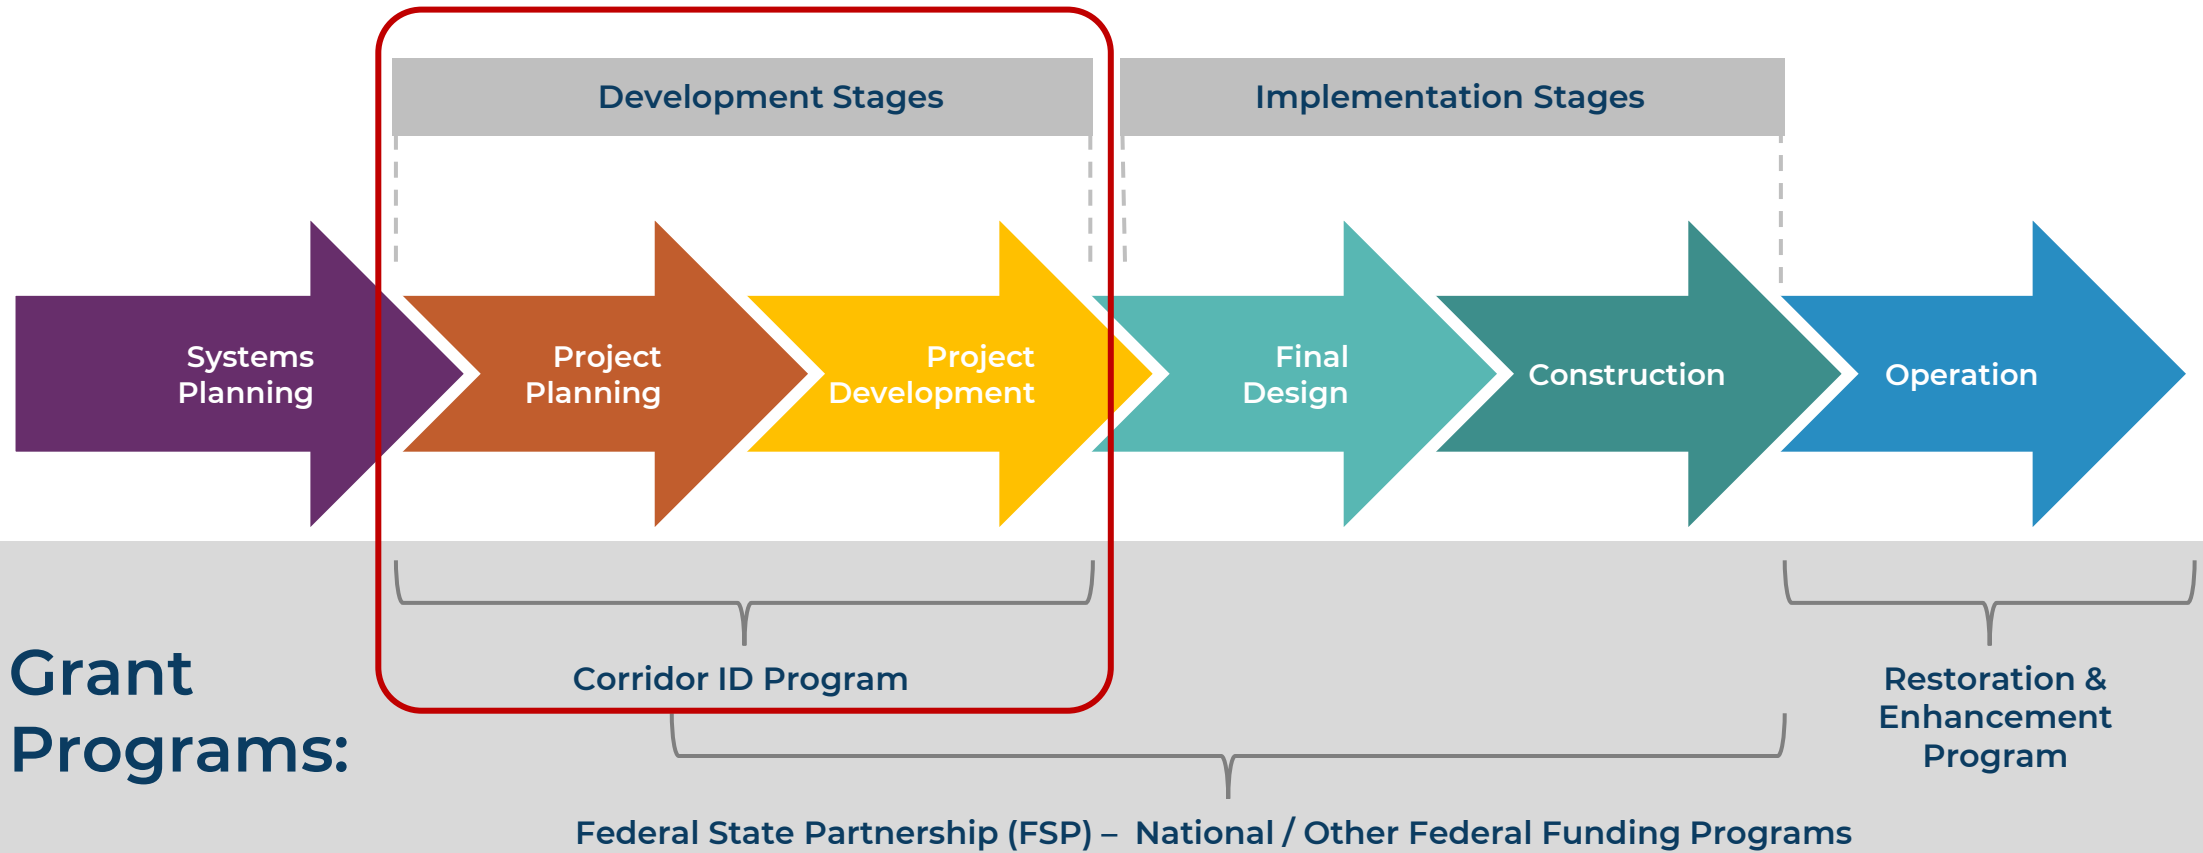 Development Stages
Implementation Stages
Systems
Planning
Project
Planning
Project
Development
Final
Design
Construction
Operation
Grant
Programs:
Corridor ID Program
Restoration &
Enhancement
Program
Federal State Partnership (FSP) – National / Other Federal Funding Programs